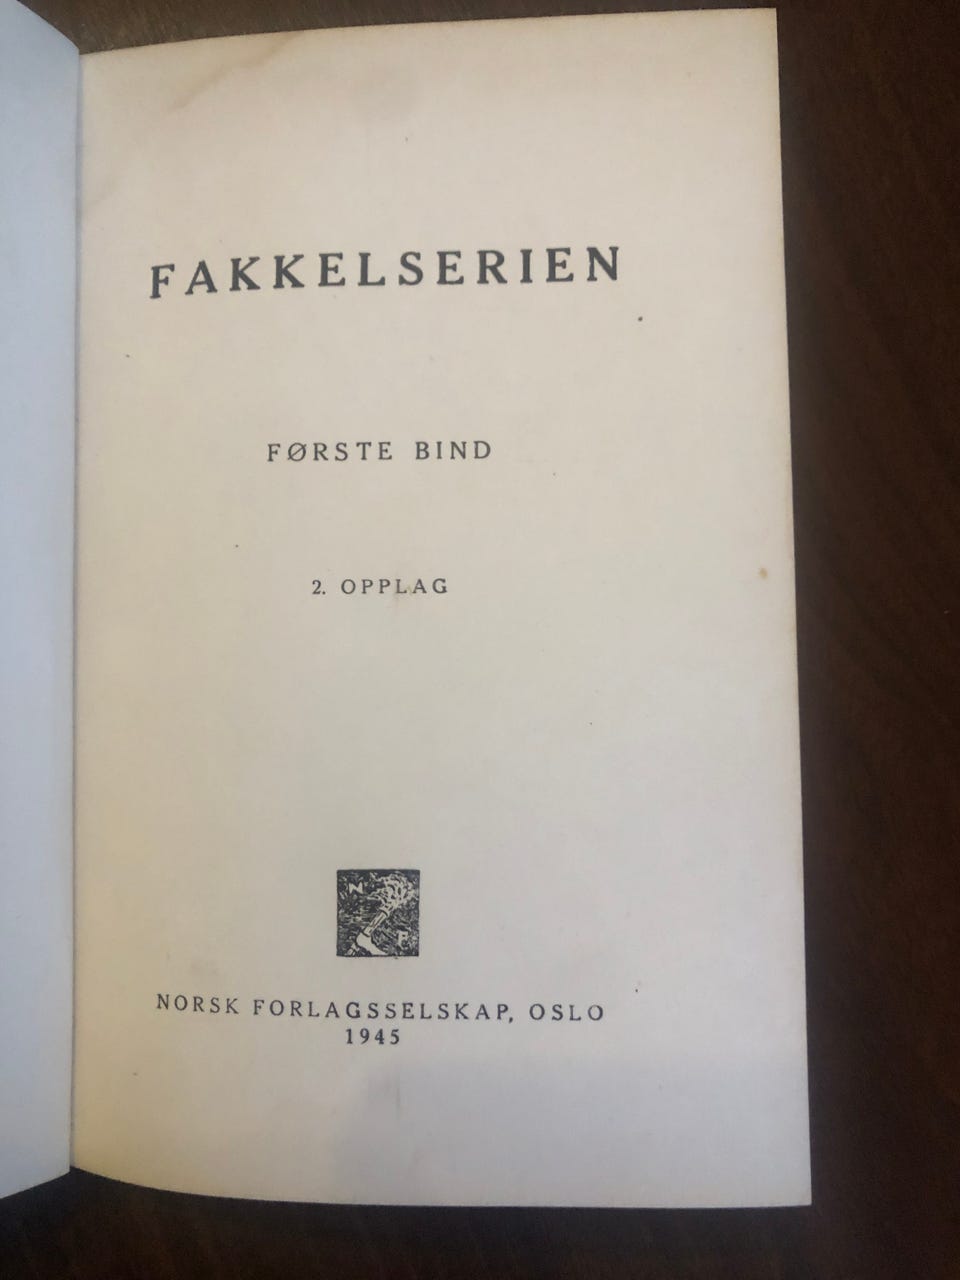 FAKKELSERIEN
FØRSTE BIND
2. OPPLAG
N
F
NORSK FORLAGSSELSKAP, OSLO
1945